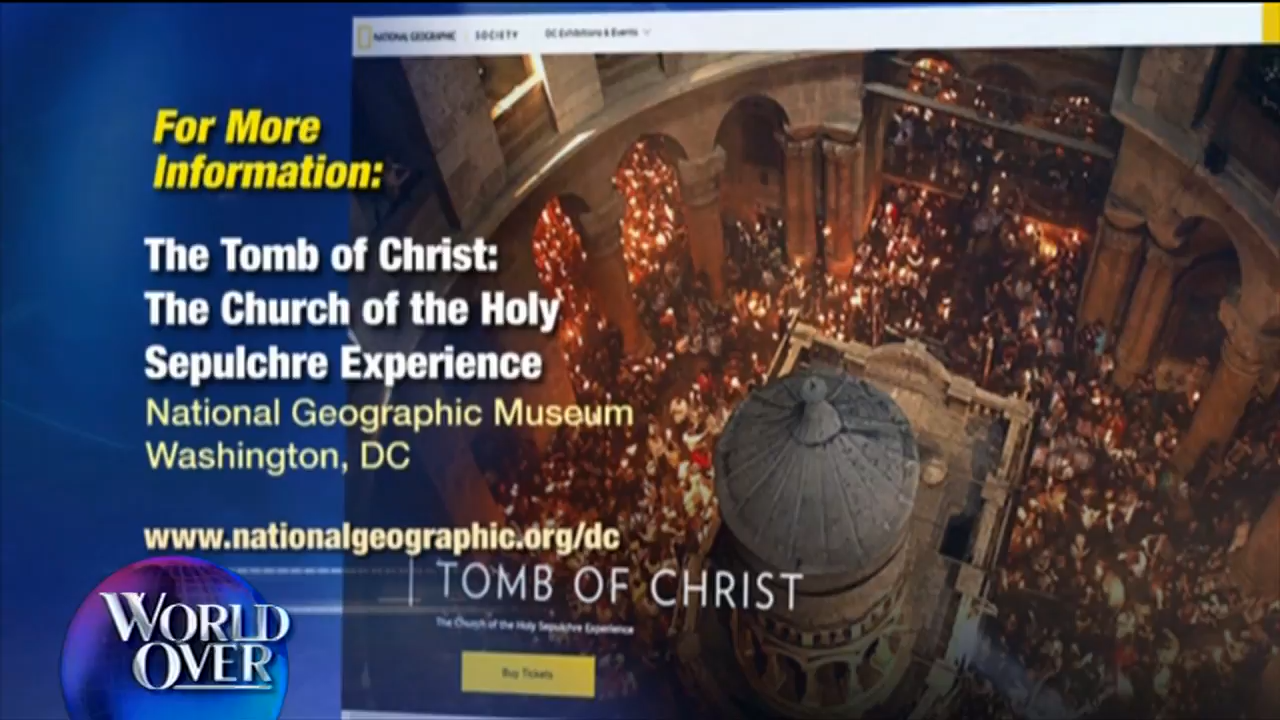 NATIONAL GEOGRAPHIC SOCIETY DC Exhibitions & Events
For More
Information:
The Tomb of Christ:
The Church of the Holy
Sepulchre Experience
National Geographic Museum
Washington, DC
www.nationalgeographic.org/dc
TOMB OF CHRIST
The Church of the Holy Sepulchre Experience
Buy Tickets
WORLD
OVER